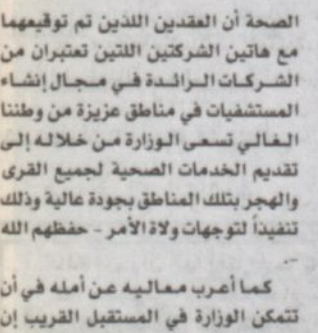 الصحة أن العقدين اللذين تم توقيعهما
مع هاتين الشركتين اللتين تعتبران من
الشركات الرائدة في مجال إنشاء
المستشفيات في مناطق عزيزة من وطننا
الغالي تسعى الوزارة من خلاله إلى
تقديم الخدمات الصحية لجميع القرى
والهجر بتلك المناطق بجودة عالية وذلك
تنفيذاً لتوجهات ولاة الأمر - حفظهم الله
-.
كما أعرب معاليه عن أمله في أن
تتمكن الوزارة في المستقبل القريب إن